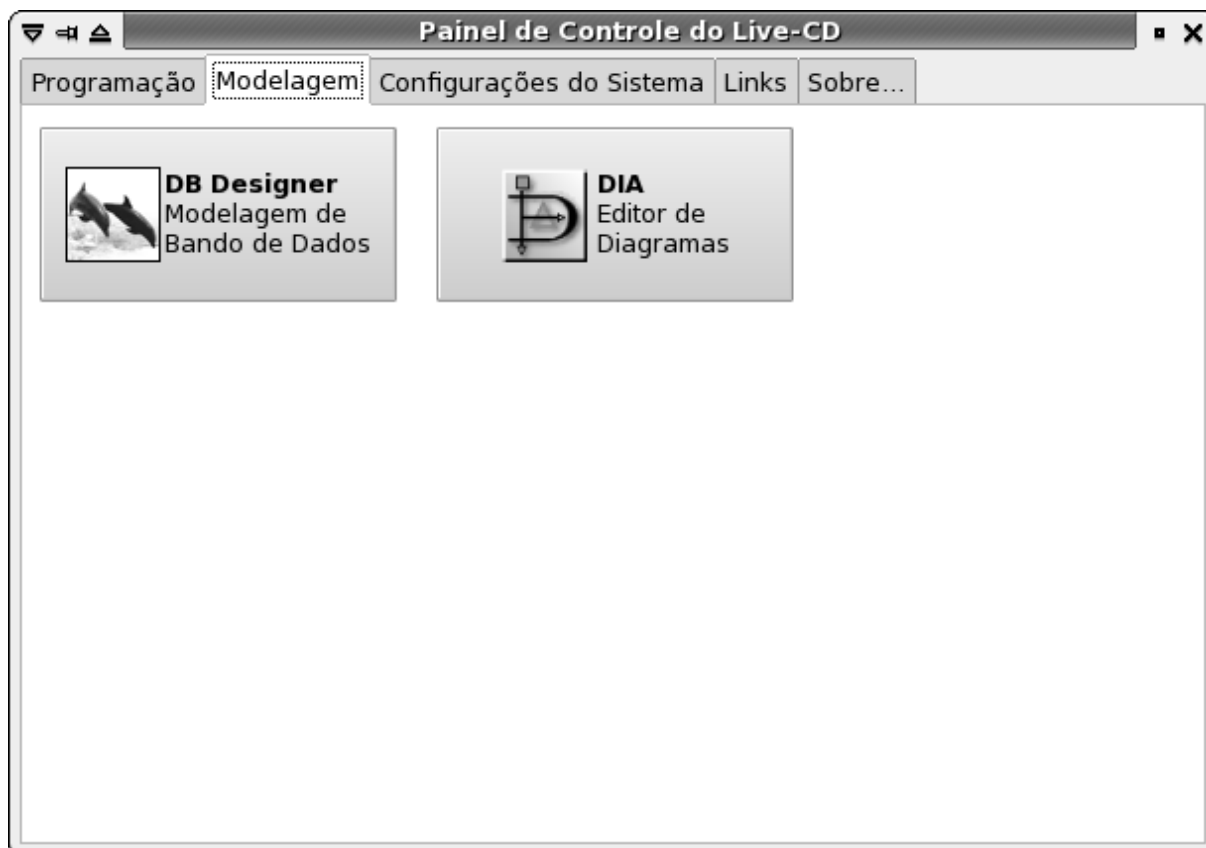 Painel de Controle do Live-CD
Programação Modelagem Configurações do Sistema Links Sobre...
DB Designer
Modelagem de
Bando de Dados
DIA
Editor de
Diagramas